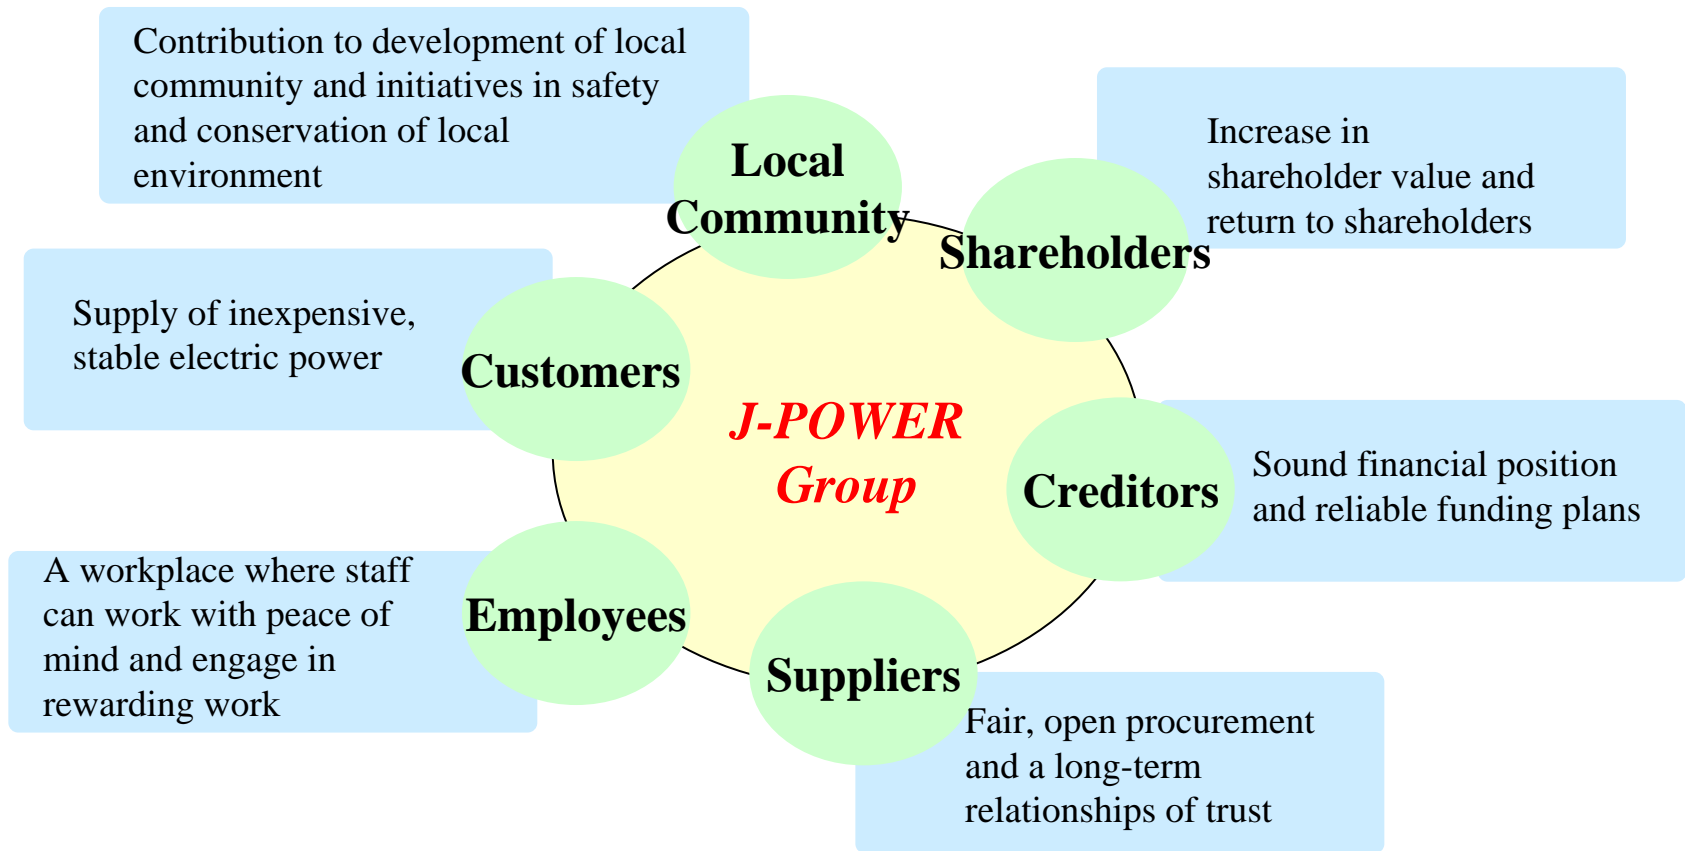 Contribution to development of local
community and initiatives in safety
and conservation of local
environment
Local
Community
Increase in
shareholder value and
return to shareholders
Shareholders
Supply of inexpensive,
stable electric power
Customers
J-POWER
Group
Creditors
Sound financial position
and reliable funding plans
A workplace where staff
can work with peace of
mind and engage in
rewarding work
Employees
Suppliers
Fair, open procurement
and a long-term
relationships of trust